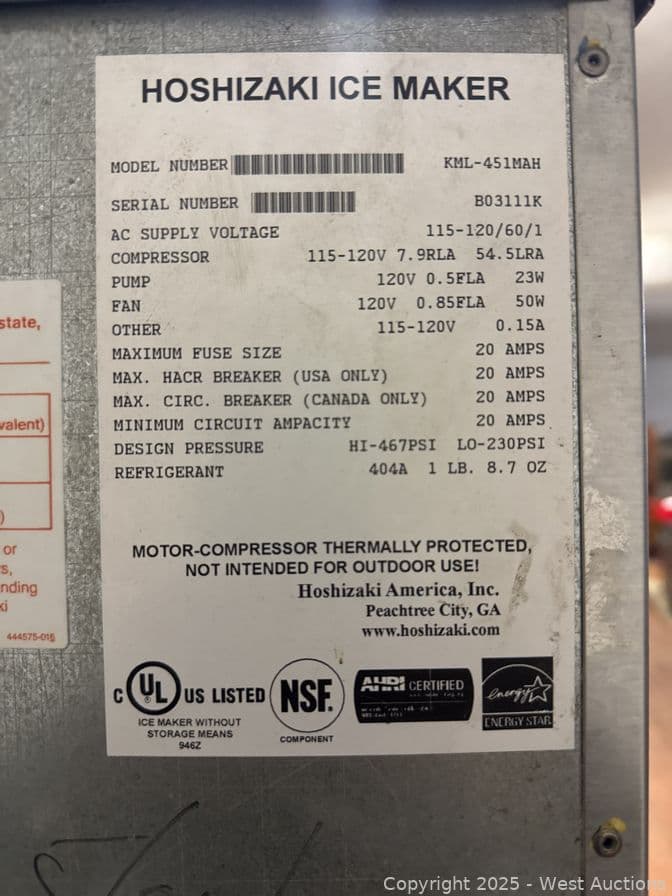 HOSHIZAKI ICE MAKER
MODEL NUMBER KML-451MAH
SERIAL NUMBER B03111K
AC SUPPLY VOLTAGE 115-120/60/1
COMPRESSOR 115-120V 7.9RLA 54.5LRA
PUMP 120V 0.5FLA 23W
FAN 120V 0.85FLA 50W
OTHER 115-120V 0.15A
MAXIMUM FUSE SIZE 20 AMPS
MAX. HACR BREAKER (USA ONLY) 20 AMPS
MAX. CIRC. BREAKER (CANADA ONLY) 20 AMPS
MINIMUM CIRCUIT AMPACITY 20 AMPS
DESIGN PRESSURE HI-467PSI LO-230PSI
REFRIGERANT 404A 1 LB. 8.7 OZ
MOTOR-COMPRESSOR THERMALLY PROTECTED,
NOT INTENDED FOR OUTDOOR USE!
Hoshizaki America, Inc.
Peachtree City, GA
www.hoshizaki.com
C UL ® US LISTED
ICE MAKER WITHOUT
STORAGE MEANS
946Z
NSF.
COMPONENT
AHRI CERTIFIED
energy
ENERGY STAR
state,
valent)
)
or
s,
nding
ki
444575-016
Copyright 2025 - West Auctions